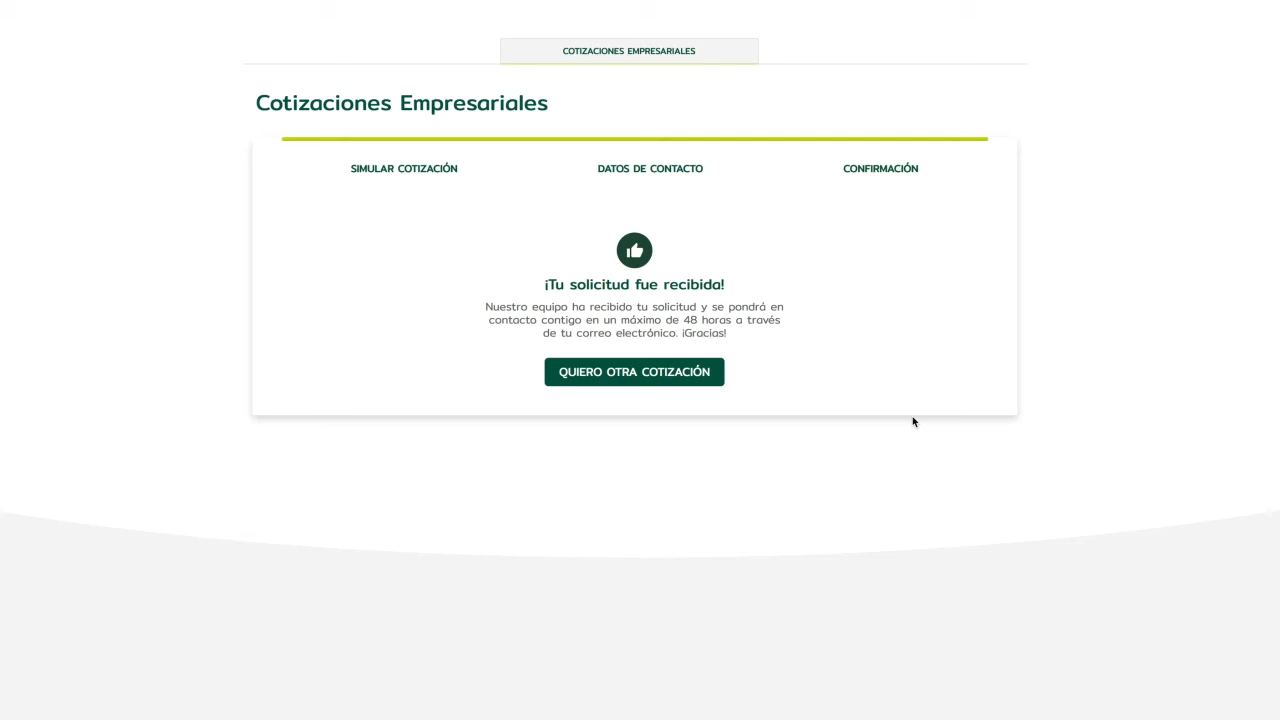 COTIZACIONES EMPRESARIALES
Cotizaciones Empresariales
SIMULAR COTIZACIÓN
DATOS DE CONTACTO
CONFIRMACIÓN
¡Tu solicitud fue recibida!
Nuestro equipo ha recibido tu solicitud y se pondrá en
contacto contigo en un máximo de 48 horas a través
de tu correo electrónico. ¡Gracias!
QUIERO OTRA COTIZACIÓN